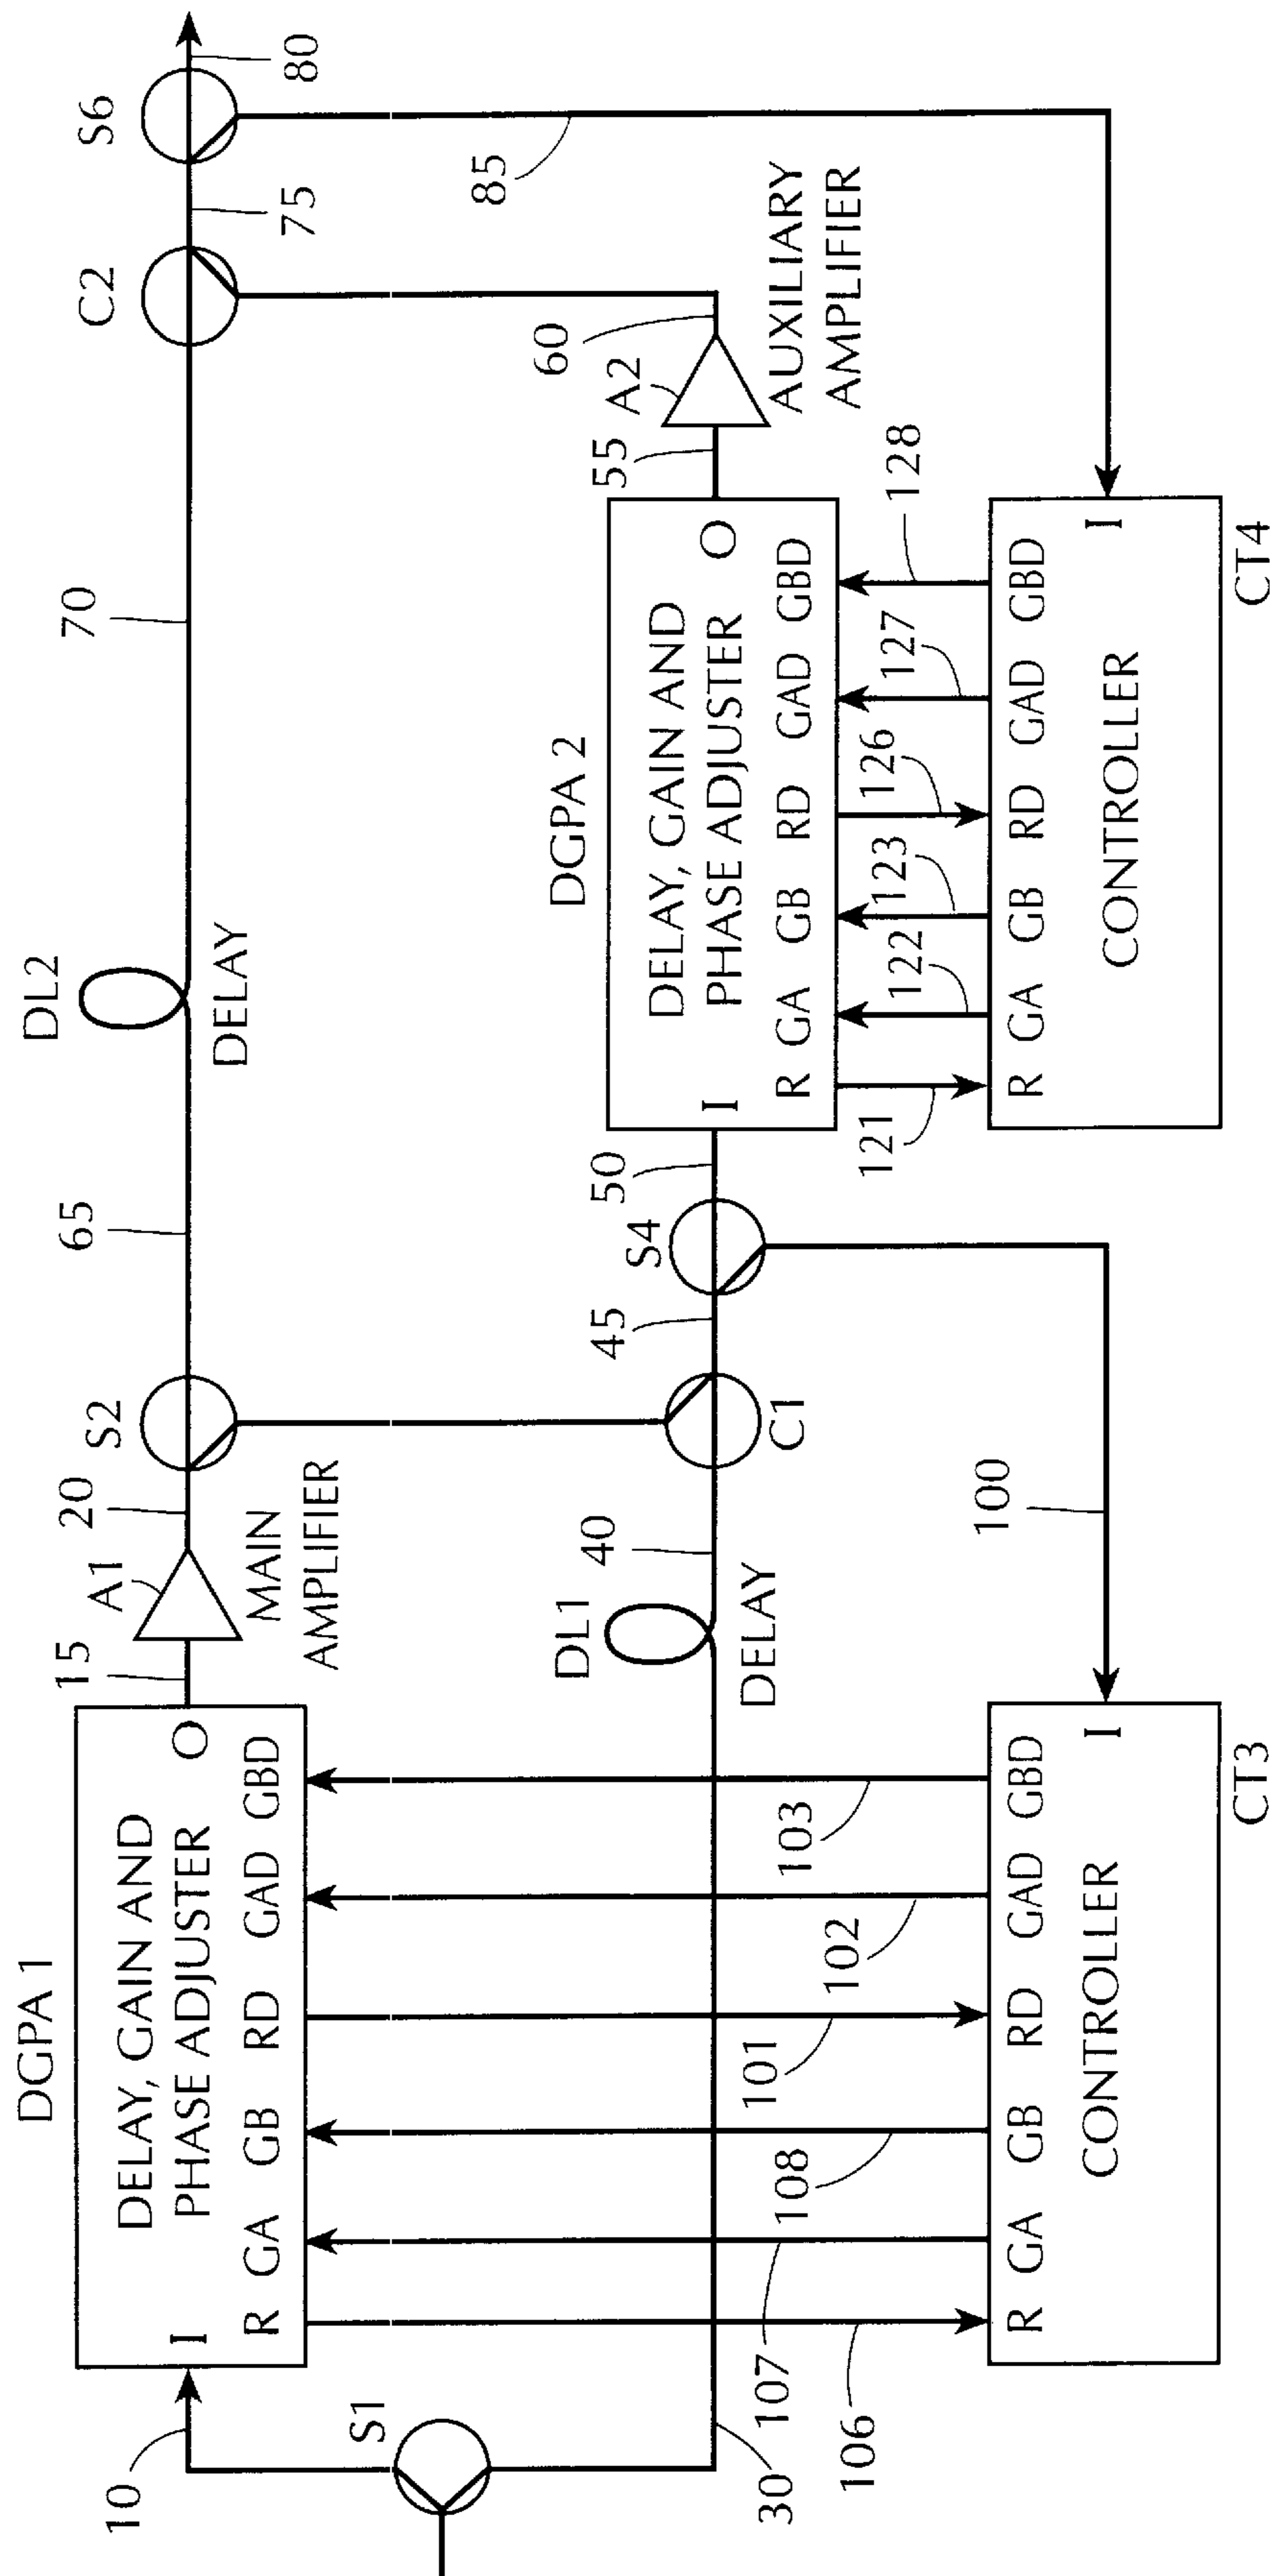 DGPA 1
DELAY, GAIN AND
PHASE ADJUSTER
I
O
R GA GB RD GAD GBD
10
S1
15
A1
MAIN
AMPLIFIER
20
S2
65
DL2
DELAY
70
C2
75
S6
80
85
30
DL1
DELAY
40
C1
45
S4
50
DGPA 2
DELAY, GAIN AND
PHASE ADJUSTER
I
O
R GA GB RD GAD GBD
55
A2
60
AUXILIARY
AMPLIFIER
106
107
108
101
102
103
100
R GA GB RD GAD GBD
I
CONTROLLER
CT3
121
122
123
126
127
128
R GA GB RD GAD GBD
I
CONTROLLER
CT4